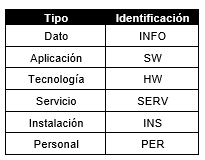 Tipo Identificación
Dato INFO
Aplicación SW
Tecnología HW
Servicio SERV
Instalación INS
Personal PER